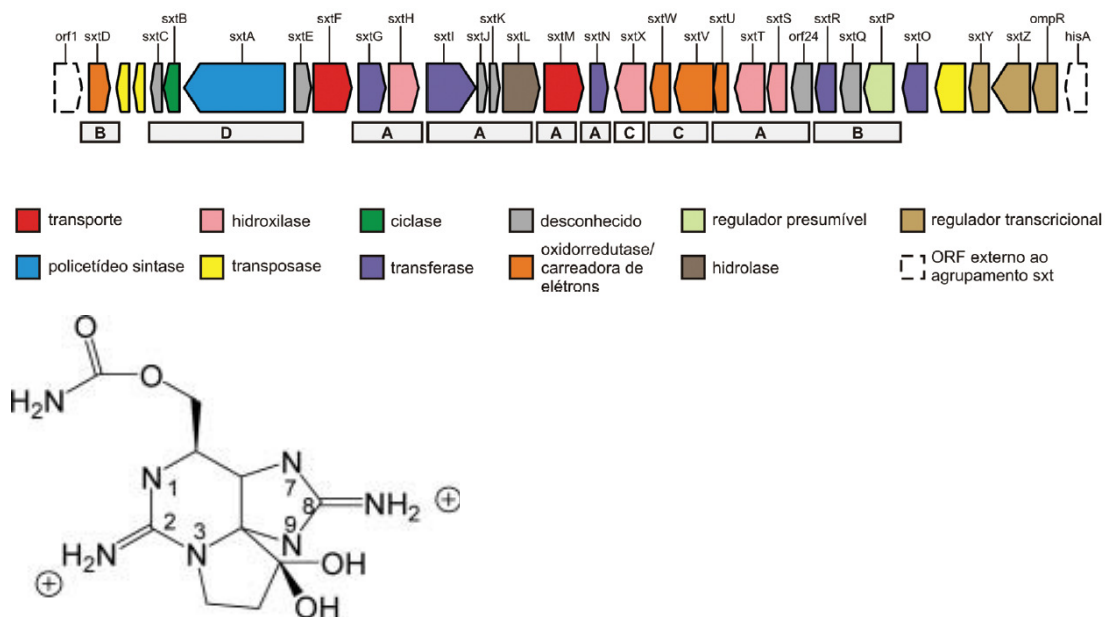 sxtB sxtF sxtH sxtK sxtW sxtU sxtS sxtR sxtP ompR
orf1 sxtD sxtC sxtA sxtE sxtG sxtI sxtJ sxtL sxtM sxtN sxtX sxtV sxtT orf24 sxtQ sxtO sxtY sxtZ hisA
B D A A A A C C A B
transporte hidroxilase ciclase desconhecido regulador presumível regulador transcricional
policetídeo sintase transposase transferase oxidorredutase/
carreadora de
elétrons hidrolase ORF externo ao
agrupamento sxt
O
H₂N O
N 1 N 7
8 NH₂ ⊕
2 3 9
H₂N N N OH
⊕ OH